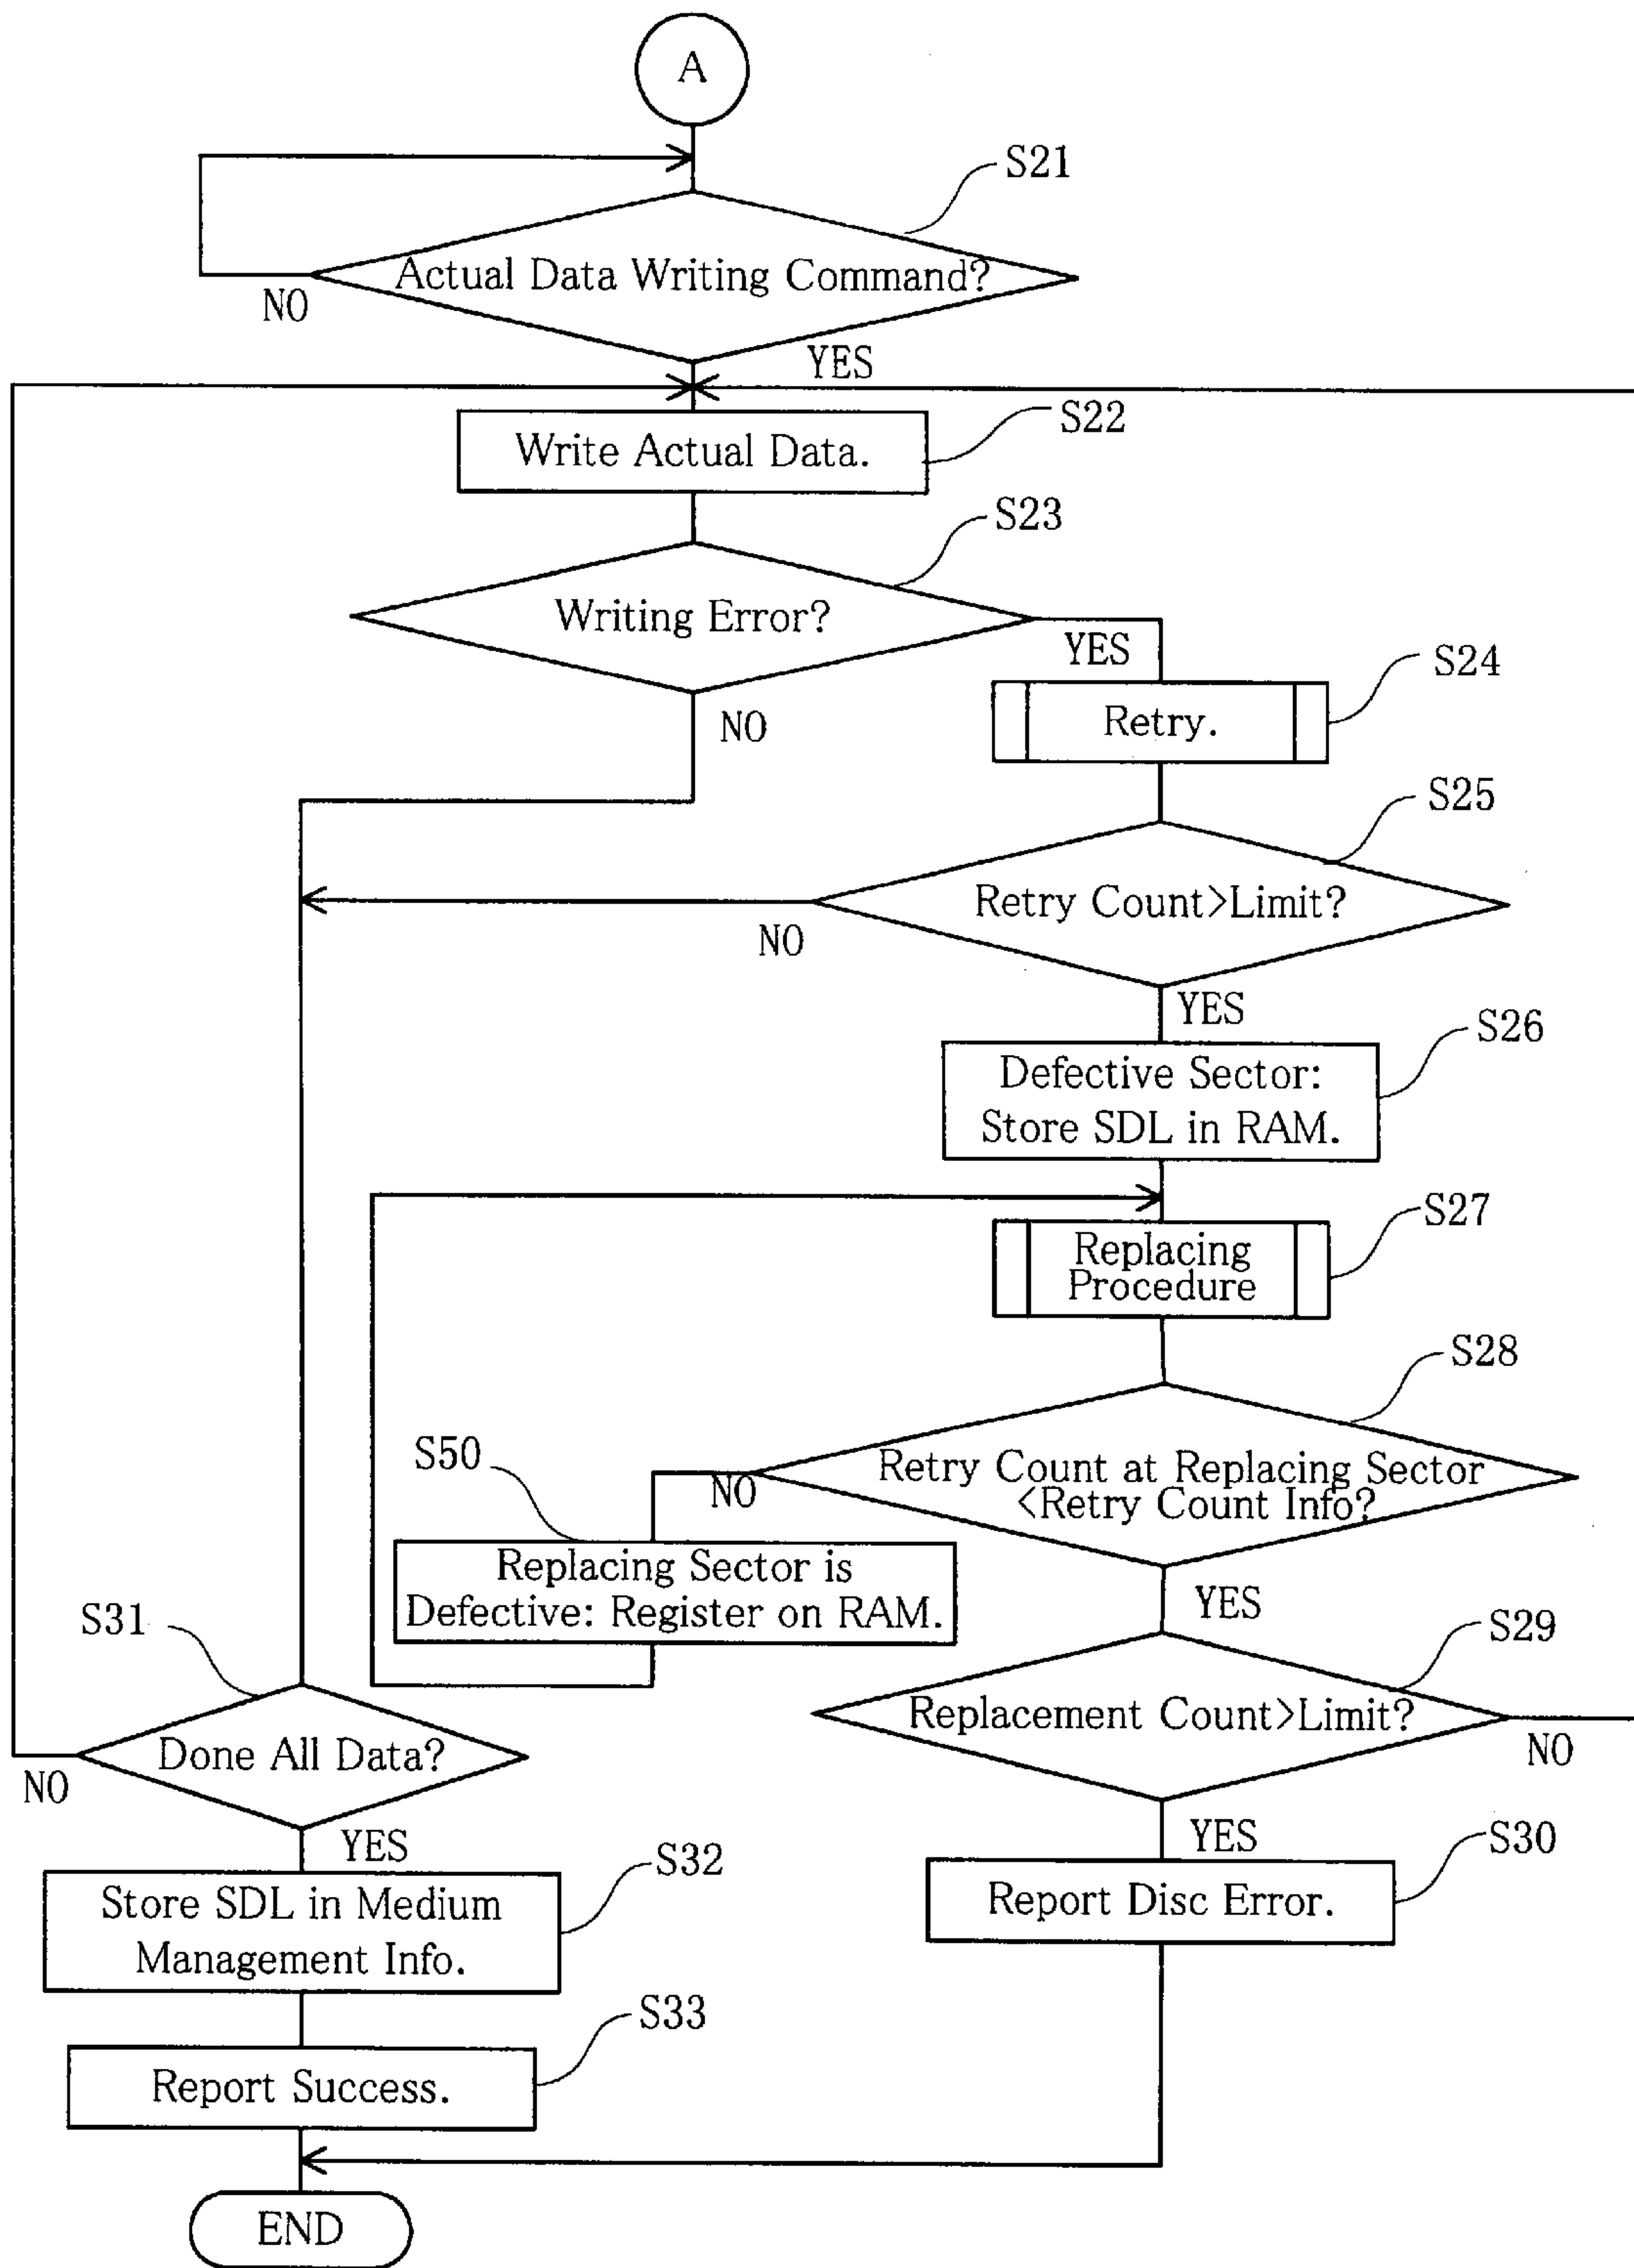 A
S21
Actual Data Writing Command?
NO
YES
S22
Write Actual Data.
S23
Writing Error?
YES
S24
NO
Retry.
S25
Retry Count>Limit?
NO
YES
S26
Defective Sector:
Store SDL in RAM.
S27
Replacing
Procedure
S28
S50
Retry Count at Replacing Sector
<Retry Count Info?
NO
Replacing Sector is
Defective: Register on RAM.
YES
S31
S29
Replacement Count>Limit?
Done All Data?
NO
NO
YES
YES
S30
S32
Report Disc Error.
Store SDL in Medium
Management Info.
S33
Report Success.
END